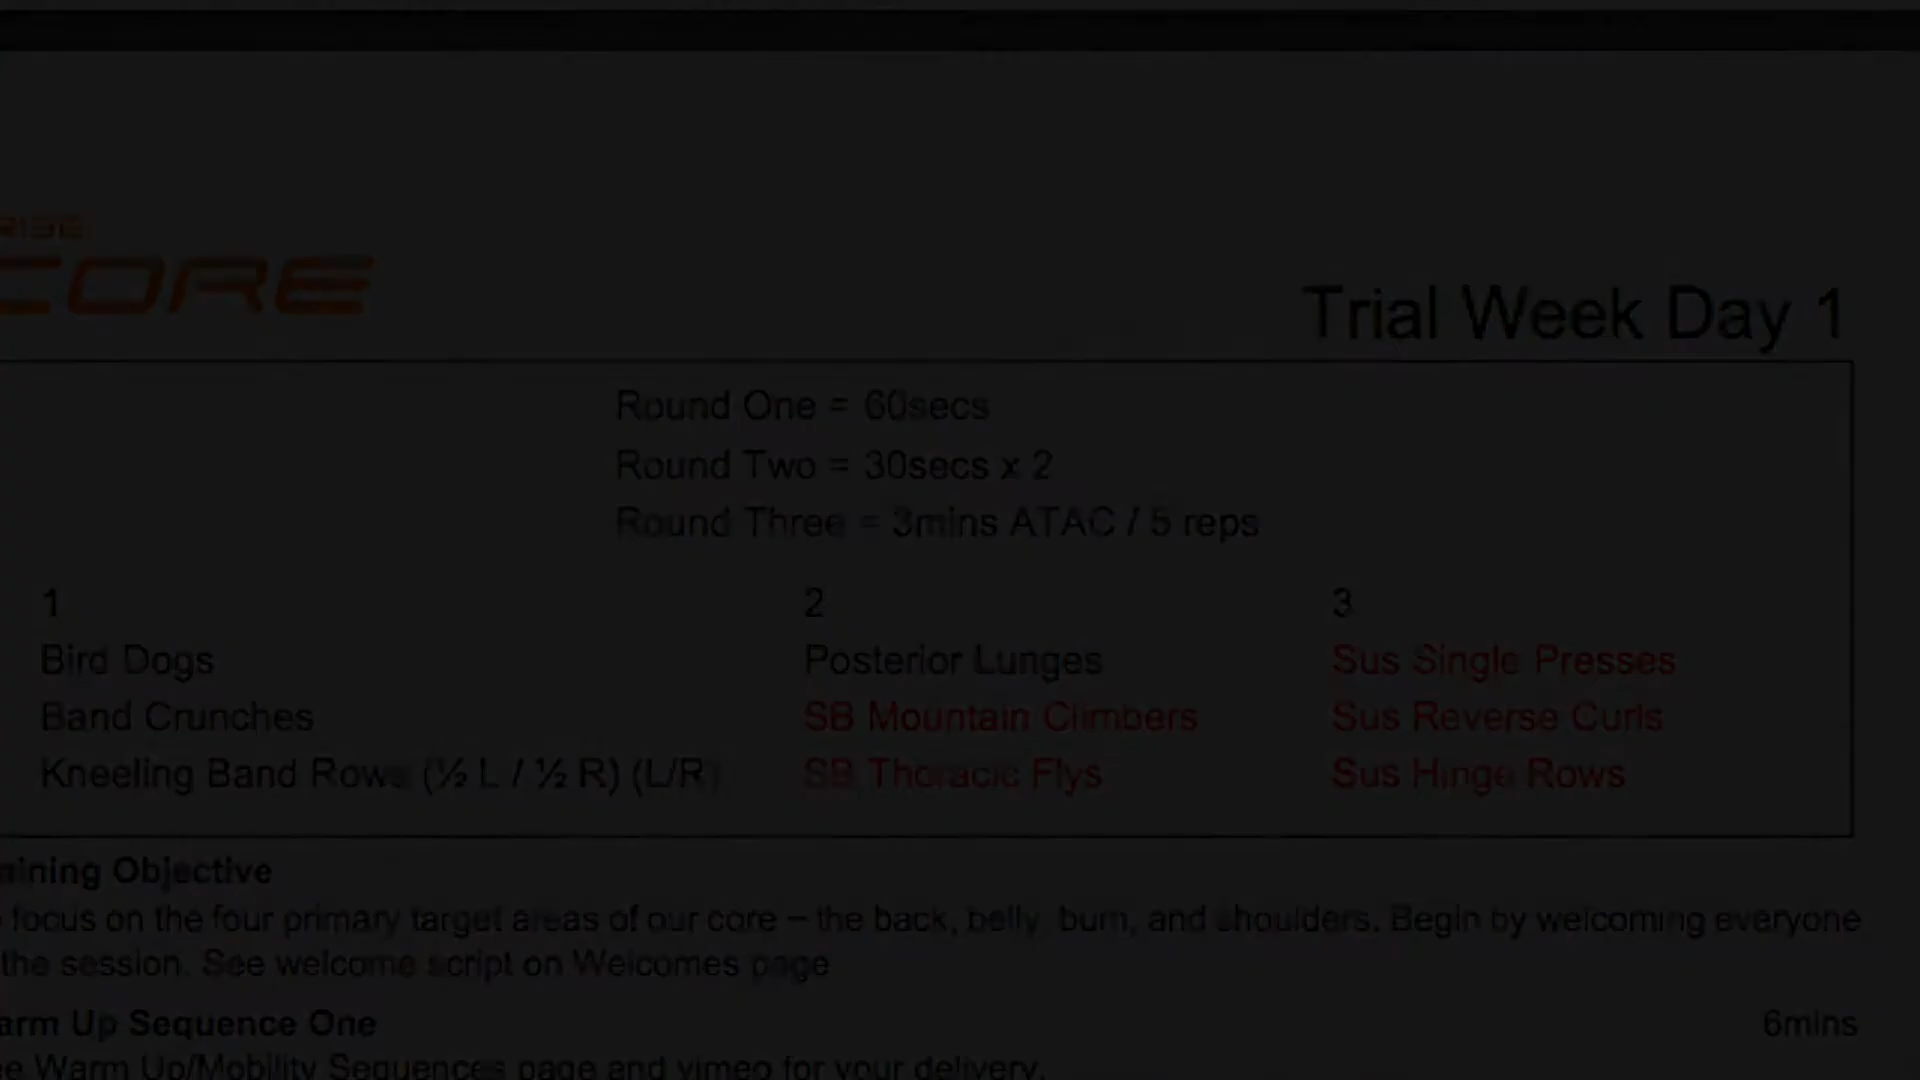 RISE
CORE
Trial Week Day 1
Round One = 60secs
Round Two = 30secs x 2
Round Three = 3mins ATAC / 5 reps
1 2 3
Bird Dogs Posterior Lunges Sus Single Presses
Band Crunches SB Mountain Climbers Sus Reverse Curls
Kneeling Band Rows (½ L / ½ R) (L/R) SB Thoracic Flys Sus Hinge Rows
aining Objective
focus on the four primary target areas of our core – the back, belly, bum, and shoulders. Begin by welcoming everyone
the session. See welcome script on Welcomes page
arm Up Sequence One 6mins
e Warm Up/Mobility Sequences page and vimeo for your delivery.